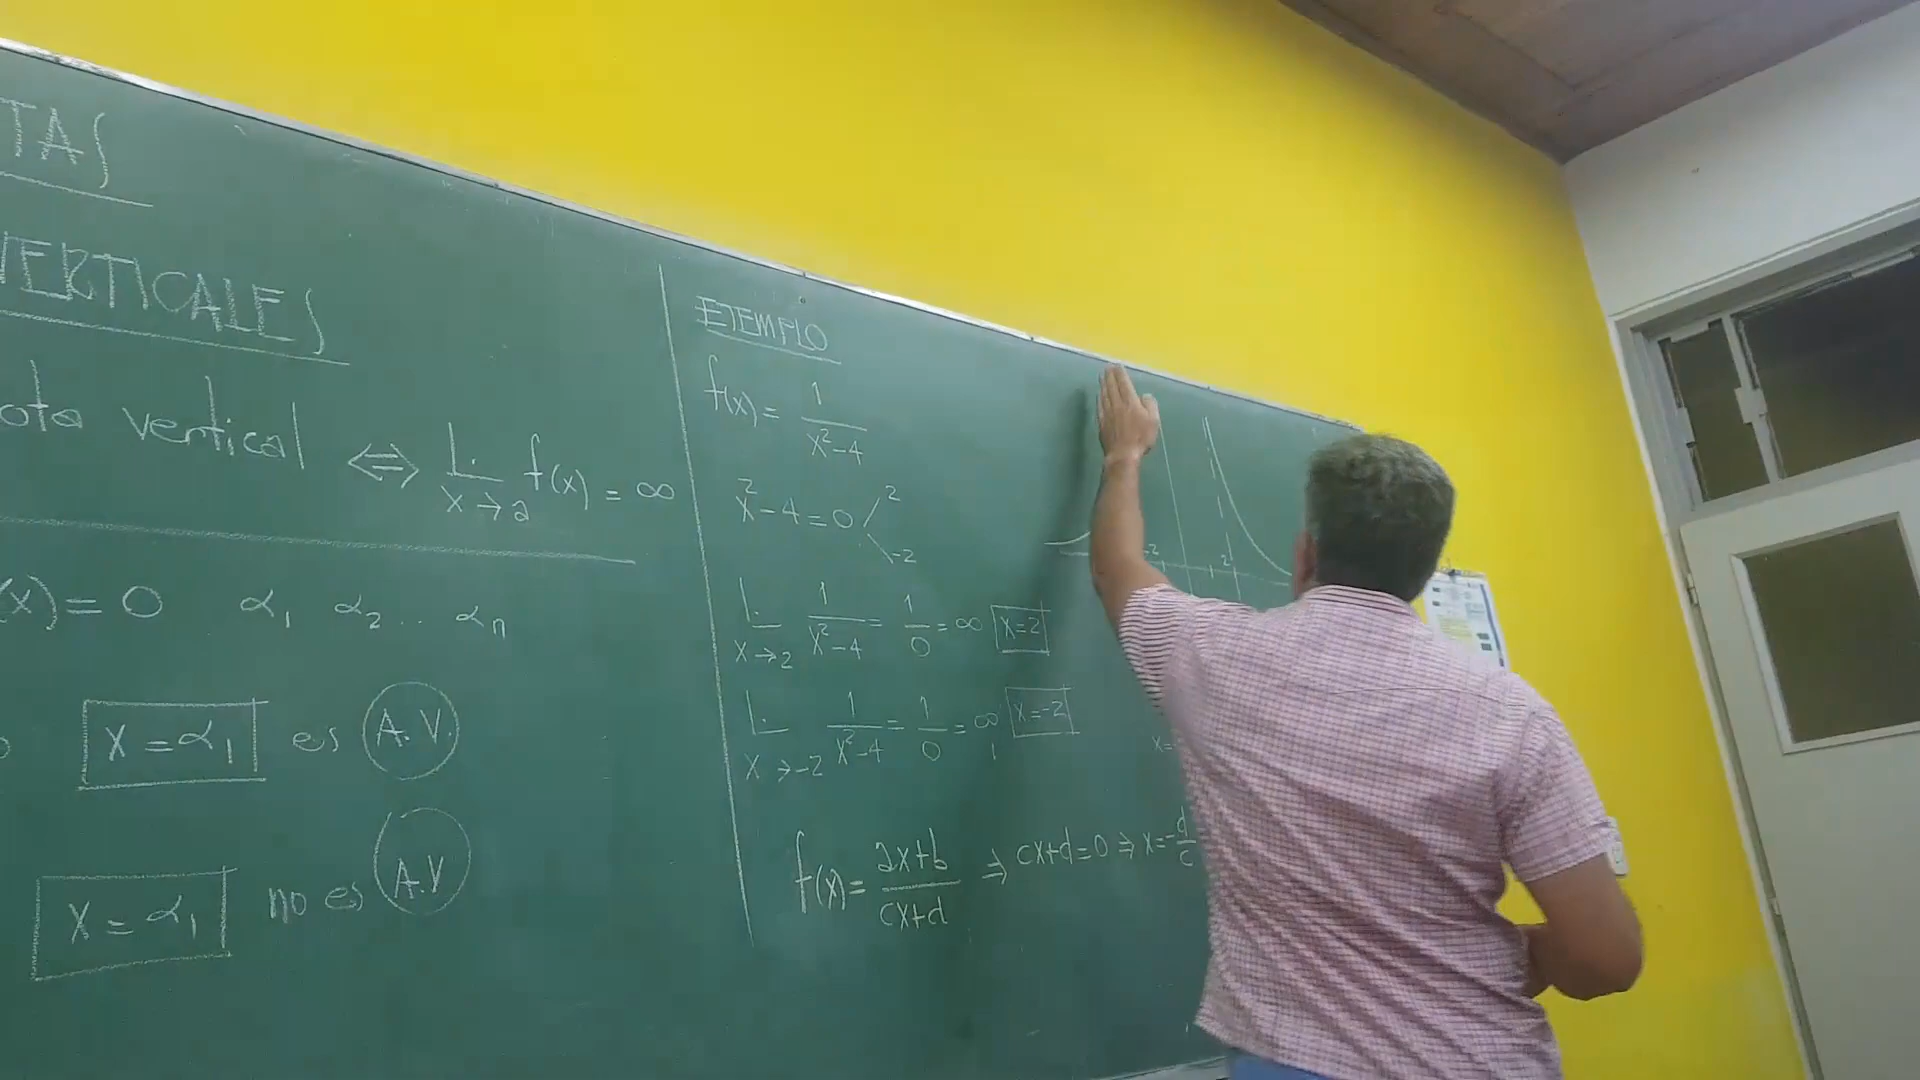 TAS
VERTICALES
ota vertical ⇔ L. f(x) = ∞
x→a
(x) = 0 α₁ α₂ .. αₙ
x = α₁ es A.V.
x = α₁ no es A.V
EJEMPLO
f(x) = 1/(x²-4)
x²-4=0 2
-2
L. 1/(x²-4) = 1/0 = ∞ x=2
x→2
L. 1/(x²-4) = 1/0 = ∞ x=-2
x→-2
f(x) = (ax+b)/(cx+d) ⇒ cx+d=0 ⇒ x=-d/c
-2 2
x=